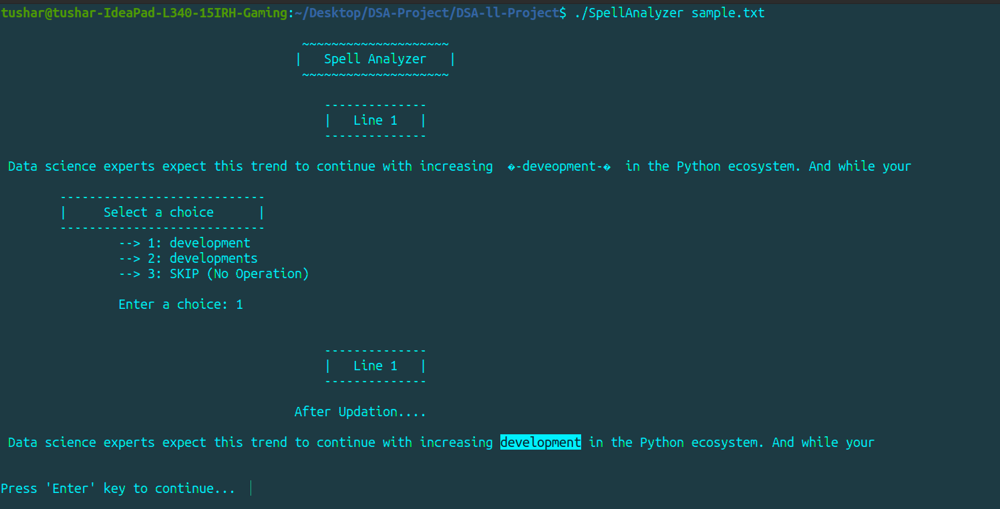 tushar@tushar-IdeaPad-L340-15IRH-Gaming:~/Desktop/DSA-Project/DSA-ll-Project$ ./SpellAnalyzer sample.txt
~~~~~~~~~~~~~~~~~~~~
|   Spell Analyzer   |
~~~~~~~~~~~~~~~~~~~~
--------------
|   Line 1   |
--------------
Data science experts expect this trend to continue with increasing  �-deveopment-�  in the Python ecosystem. And while your
----------------------------
|     Select a choice      |
----------------------------
--> 1: development
--> 2: developments
--> 3: SKIP (No Operation)
Enter a choice: 1
--------------
|   Line 1   |
--------------
After Updation....
Data science experts expect this trend to continue with increasing development in the Python ecosystem. And while your
Press 'Enter' key to continue...